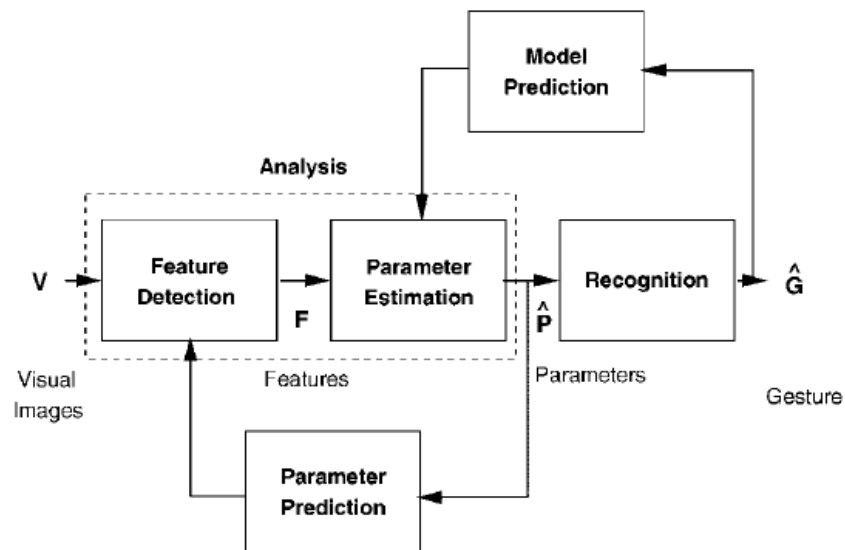 Model
Prediction
Analysis
V
Feature
Detection
F
Parameter
Estimation
P̂
Recognition
Ĝ
Visual
Images
Features
Parameters
Gesture
Parameter
Prediction